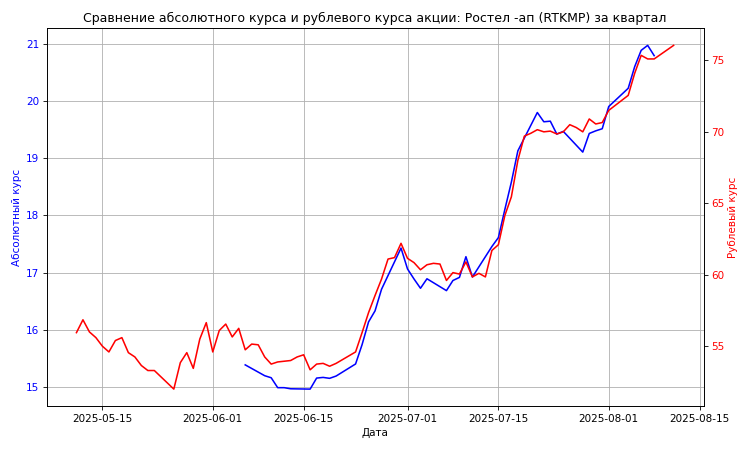 Сравнение абсолютного курса и рублевого курса акции: Ростел -ап (RTKMP) за квартал
21
20
19
18
17
16
15
Абсолютный курс
75
70
65
60
55
Рублевый курс
2025-05-15 2025-06-01 2025-06-15 2025-07-01 2025-07-15 2025-08-01 2025-08-15
Дата